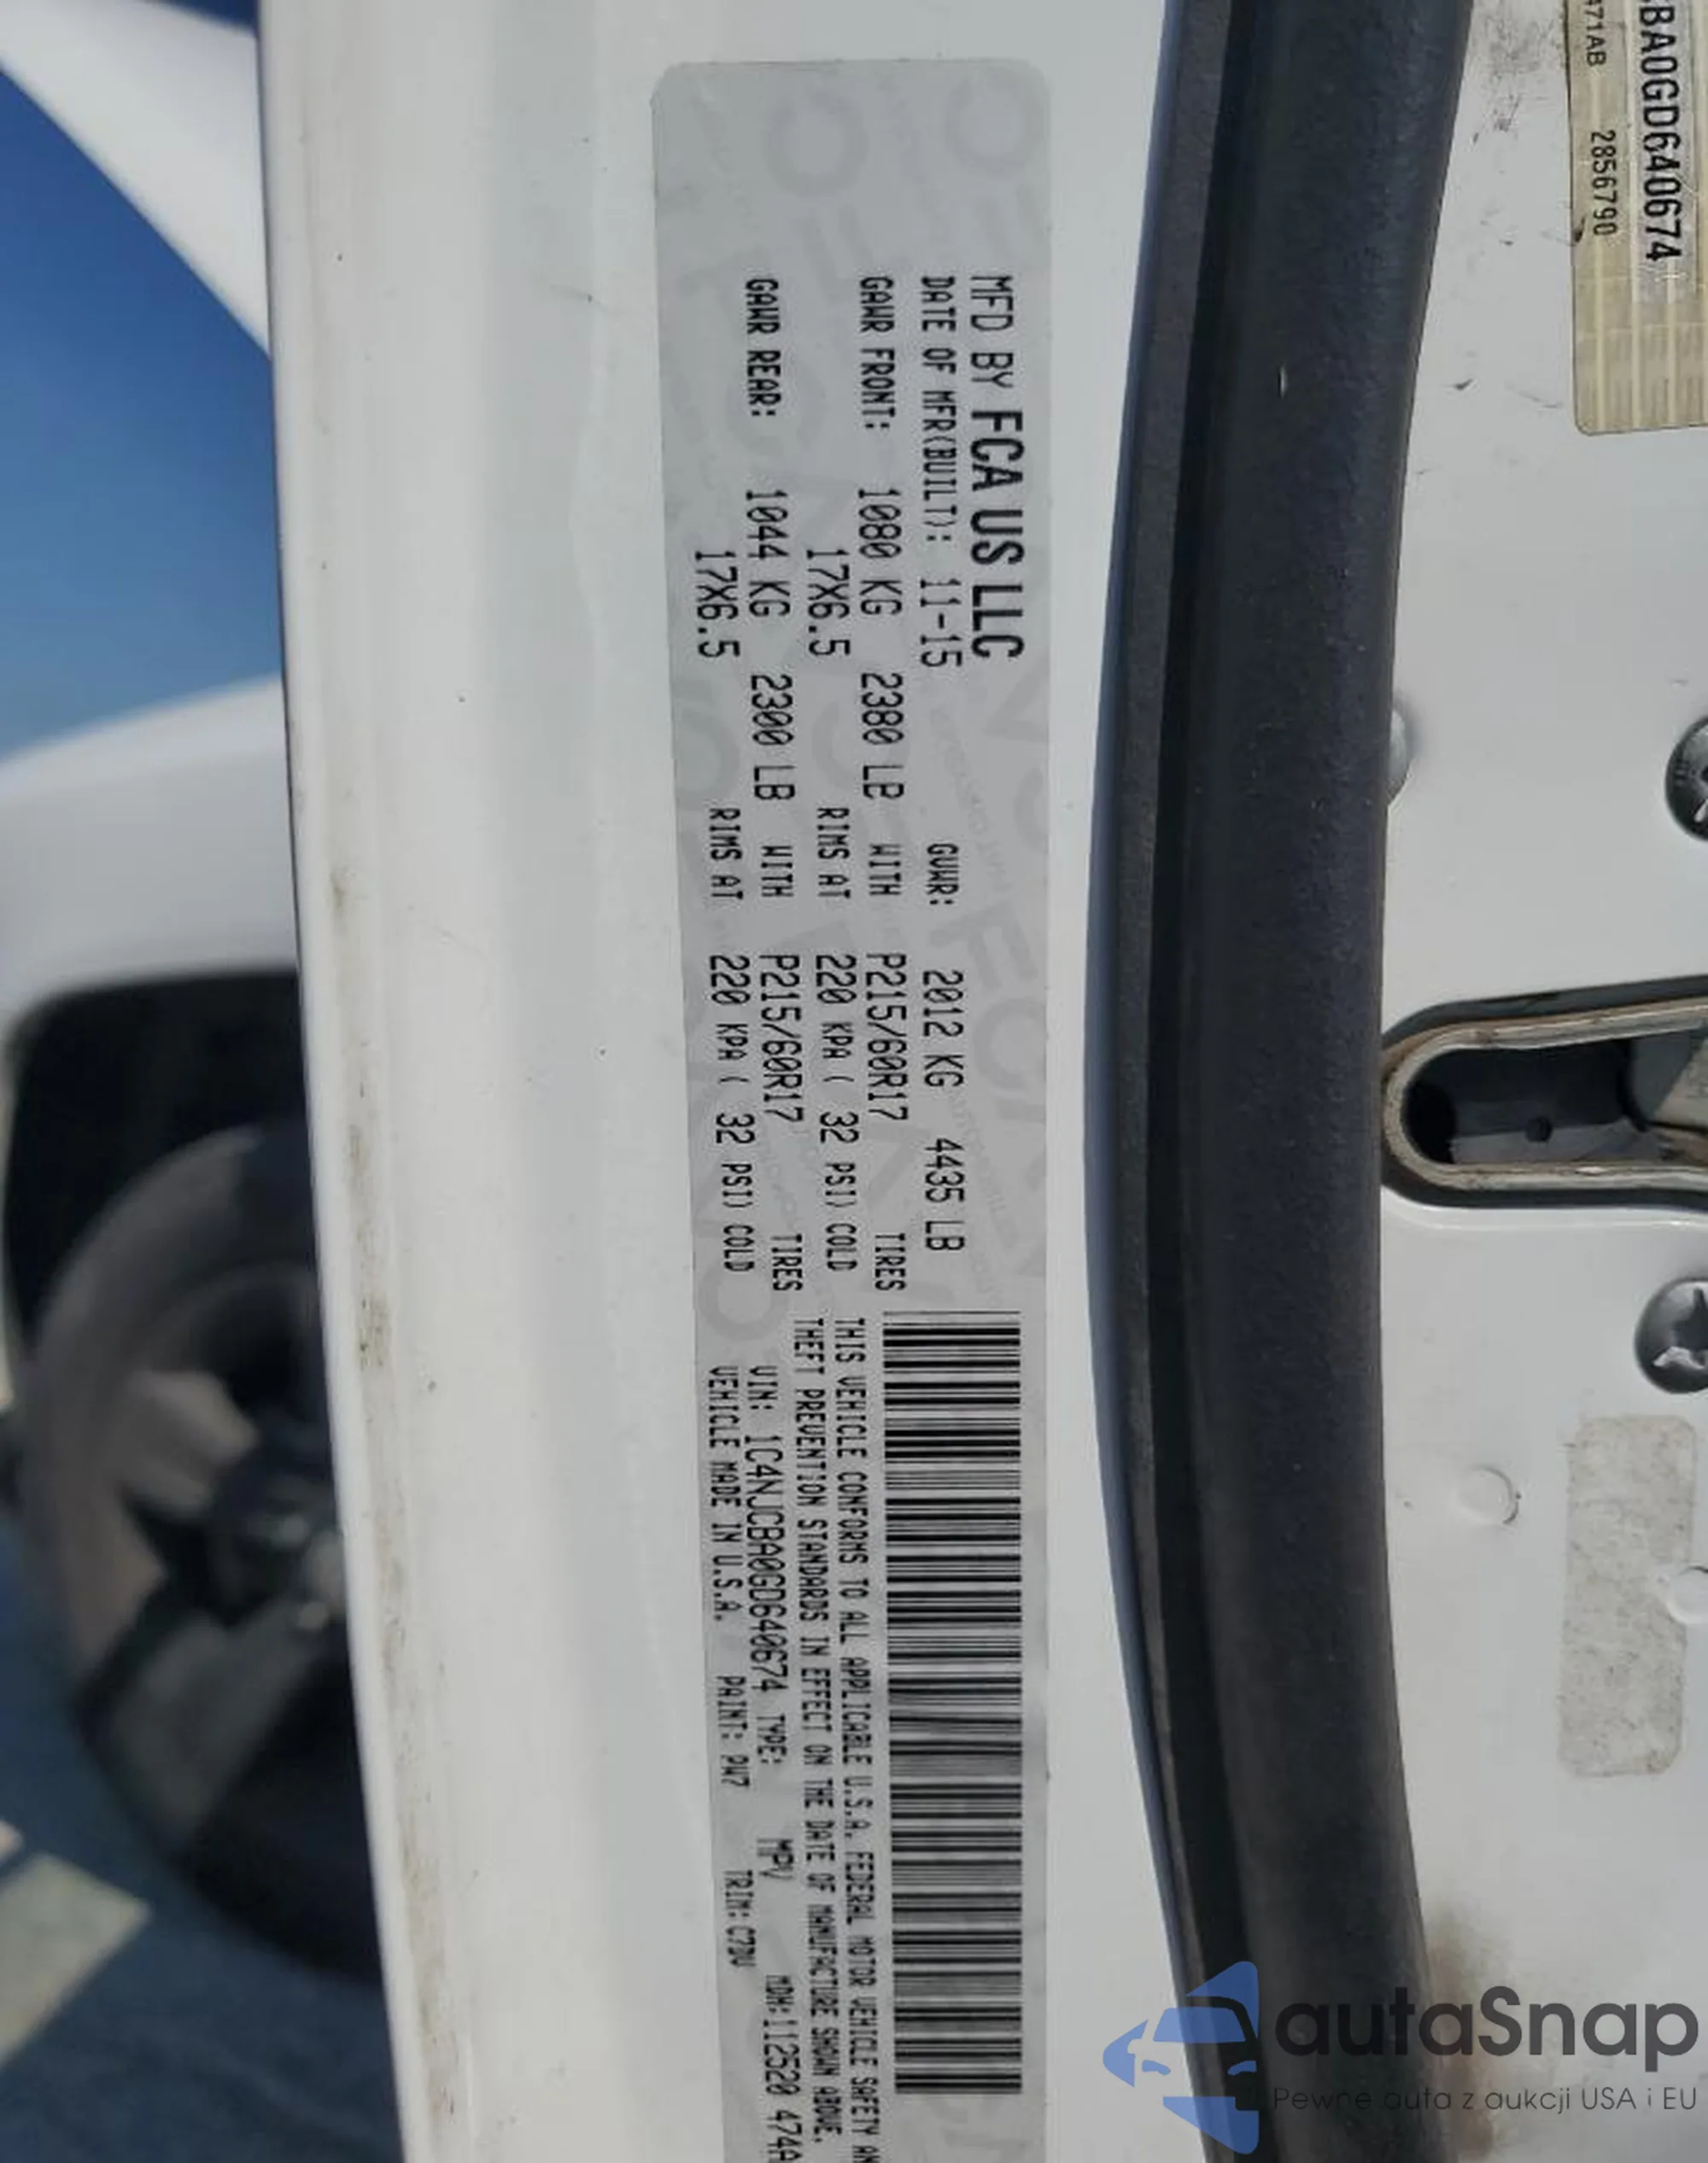 MFD BY FCA US LLC
DATE OF MFR(BUILT): 11-15 GVWR: 2012 KG 4435 LB
GAWR FRONT: 1080 KG 2380 LB WITH P215/60R17 TIRES
17X6.5 RIMS AT 220 KPA ( 32 PSI) COLD
GAWR REAR: 1044 KG 2300 LB WITH P215/60R17 TIRES
17X6.5 RIMS AT 220 KPA ( 32 PSI) COLD
THIS VEHICLE CONFORMS TO ALL APPLICABLE U.S.A. FEDERAL MOTOR VEHICLE SAFETY AN
THEFT PREVENTION STANDARDS IN EFFECT ON THE DATE OF MANUFACTURE SHOWN ABOVE.
VIN: 1C4NJCBA0GD640674 TYPE: MPV MDH:112520 474A
VEHICLE MADE IN U.S.A. PAINT: PW7 TRIM: C7DV
BA0GD640674
471AB 2856790
autaSnap
Pewne auta z aukcji USA i EU